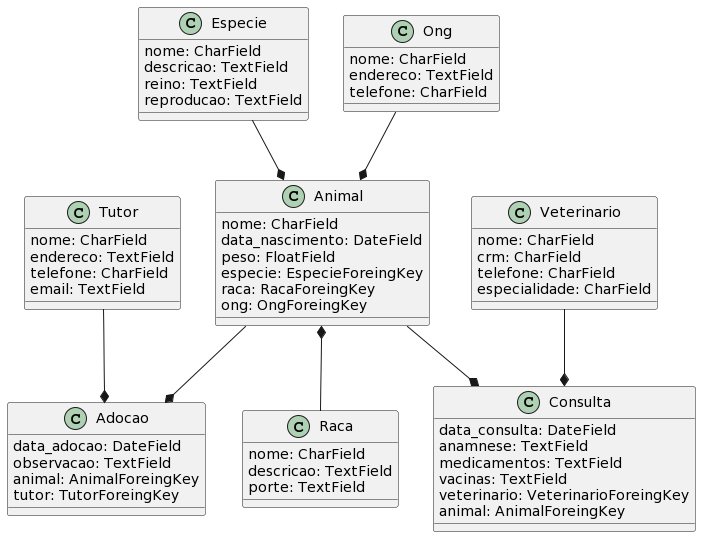 C Especie
nome: CharField
descricao: TextField
reino: TextField
reproducao: TextField
C Ong
nome: CharField
endereco: TextField
telefone: CharField
C Tutor
nome: CharField
endereco: TextField
telefone: CharField
email: TextField
C Animal
nome: CharField
data_nascimento: DateField
peso: FloatField
especie: EspecieForeingKey
raca: RacaForeingKey
ong: OngForeingKey
C Veterinario
nome: CharField
crm: CharField
telefone: CharField
especialidade: CharField
C Adocao
data_adocao: DateField
observacao: TextField
animal: AnimalForeingKey
tutor: TutorForeingKey
C Raca
nome: CharField
descricao: TextField
porte: TextField
C Consulta
data_consulta: DateField
anamnese: TextField
medicamentos: TextField
vacinas: TextField
veterinario: VeterinarioForeingKey
animal: AnimalForeingKey